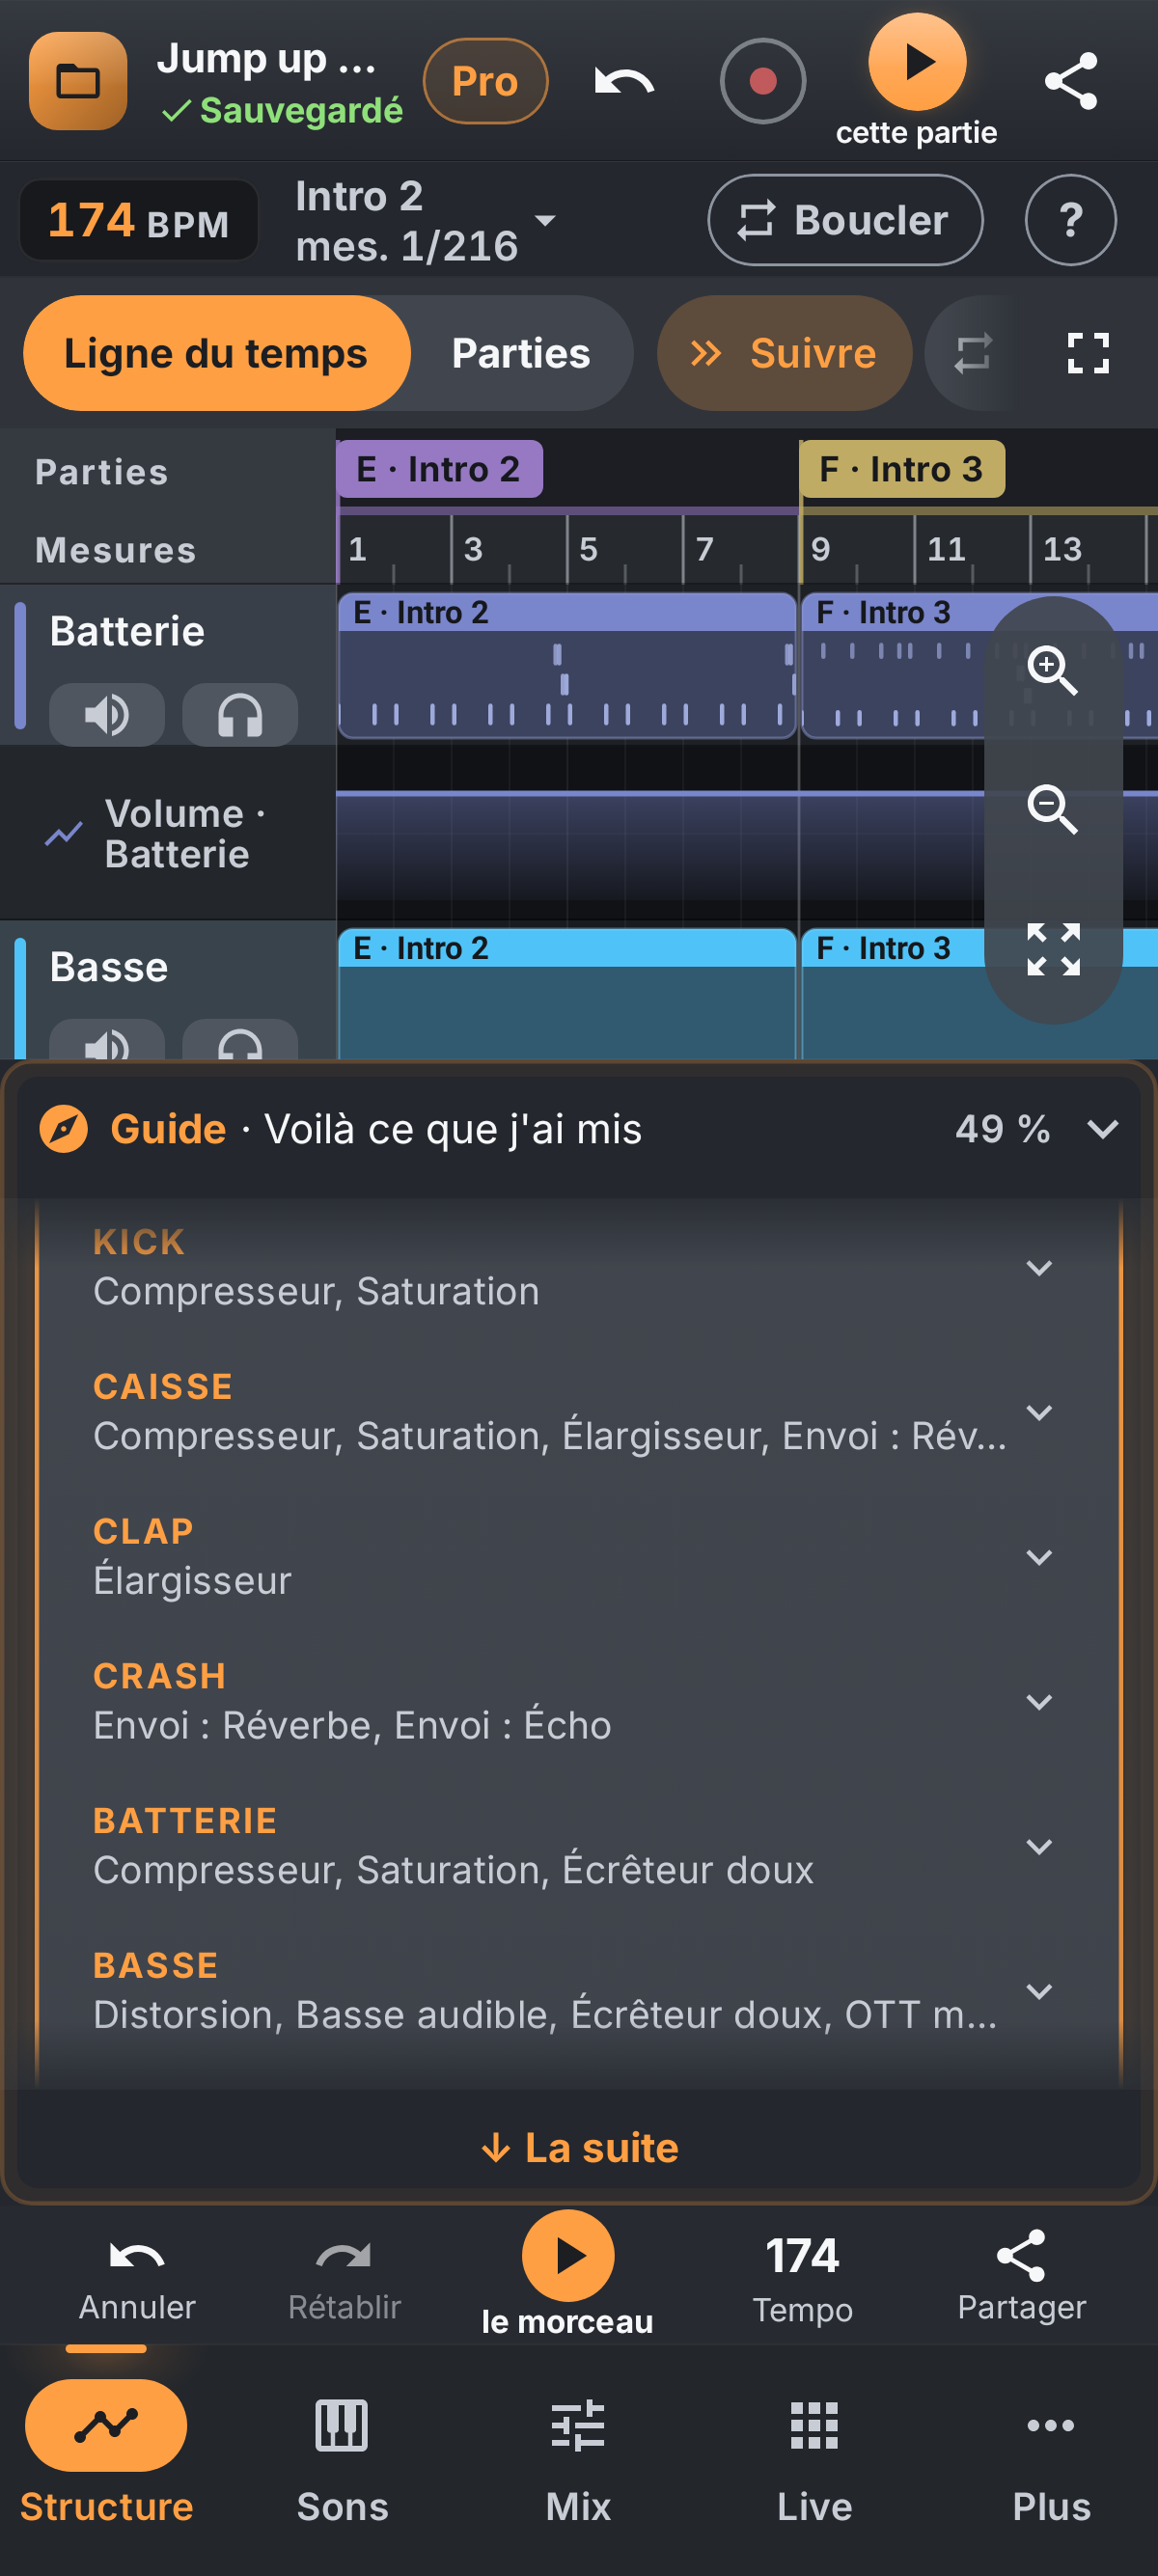 Jump up ...
Sauvegardé
Pro
cette partie
174 BPM
Intro 2
mes. 1/216
Boucler
?
Ligne du temps
Parties
Suivre
Parties
E · Intro 2
F · Intro 3
Mesures
1
3
5
7
9
11
13
Batterie
E · Intro 2
F · Intro 3
Volume ·
Batterie
Basse
E · Intro 2
F · Intro 3
Guide · Voilà ce que j'ai mis
49 %
KICK
Compresseur, Saturation
CAISSE
Compresseur, Saturation, Élargisseur, Envoi : Rév...
CLAP
Élargisseur
CRASH
Envoi : Réverbe, Envoi : Écho
BATTERIE
Compresseur, Saturation, Écrêteur doux
BASSE
Distorsion, Basse audible, Écrêteur doux, OTT m...
↓ La suite
Annuler
Rétablir
le morceau
174
Tempo
Partager
Structure
Sons
Mix
Live
Plus